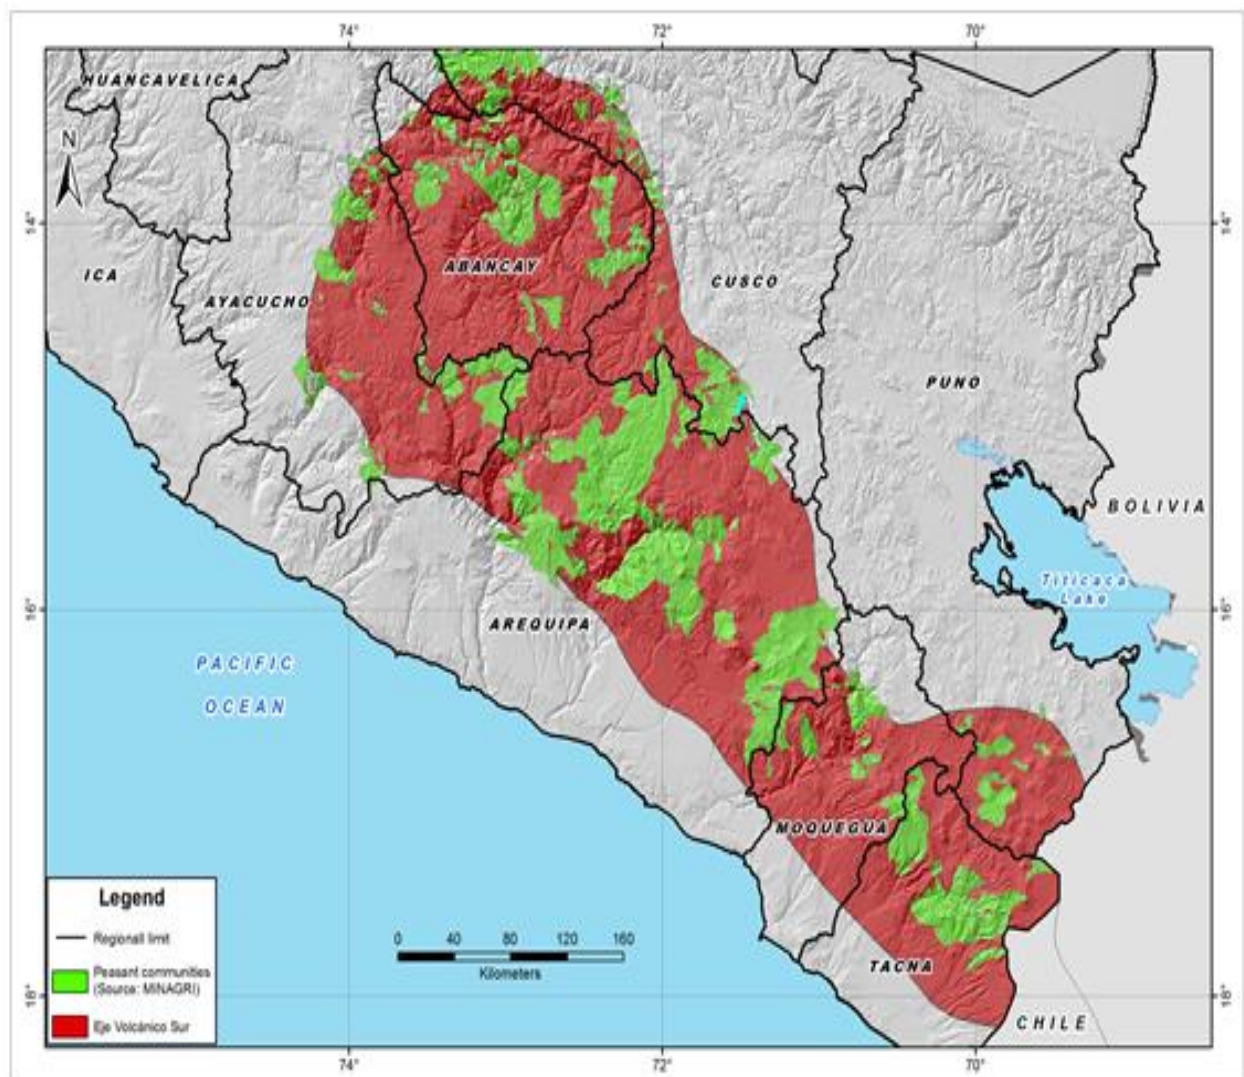 74°
72°
70°
HUANCAVELICA
N
14°
14°
ICA
ABANCAY
AYACUCHO
CUSCO
PUNO
BOLIVIA
Titicaca
Lake
16°
16°
AREQUIPA
PACIFIC
OCEAN
MOQUEGUA
TACNA
CHILE
18°
18°
Legend
Regionall limit
Peasant communities
(Source: MINAGRI)
Eje Volcánico Sur
0 40 80 120 160
Kilometers
74°
72°
70°